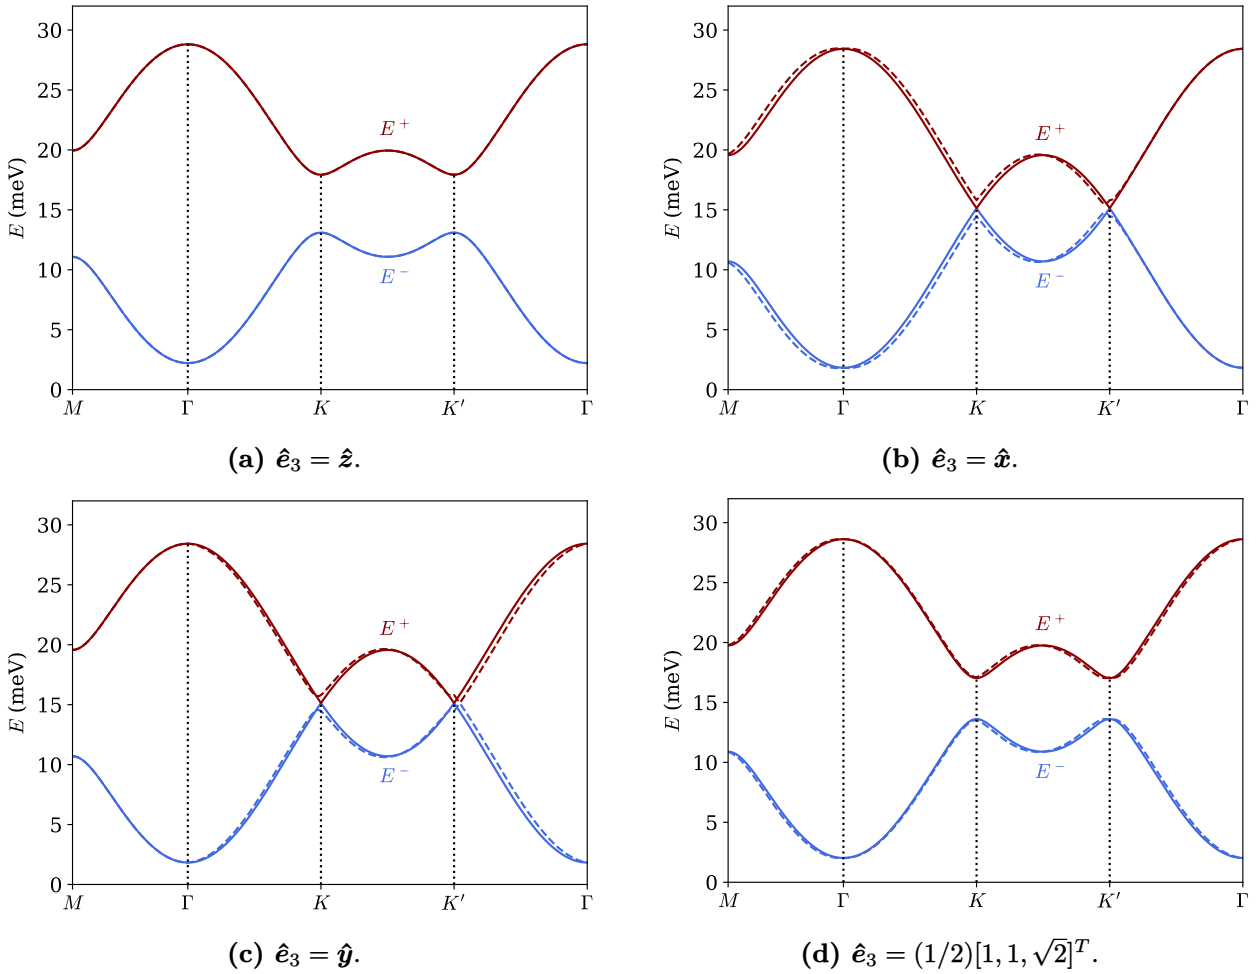 30
25
20
15
10
5
0
E (meV)
E⁺
E⁻
M Γ K K′ Γ
(a) ê₃ = ẑ.
30
25
20
15
10
5
0
E (meV)
E⁺
E⁻
M Γ K K′ Γ
(b) ê₃ = x̂.
30
25
20
15
10
5
0
E (meV)
E⁺
E⁻
M Γ K K′ Γ
(c) ê₃ = ŷ.
30
25
20
15
10
5
0
E (meV)
E⁺
E⁻
M Γ K K′ Γ
(d) ê₃ = (1/2)[1, 1, √2]ᵀ.